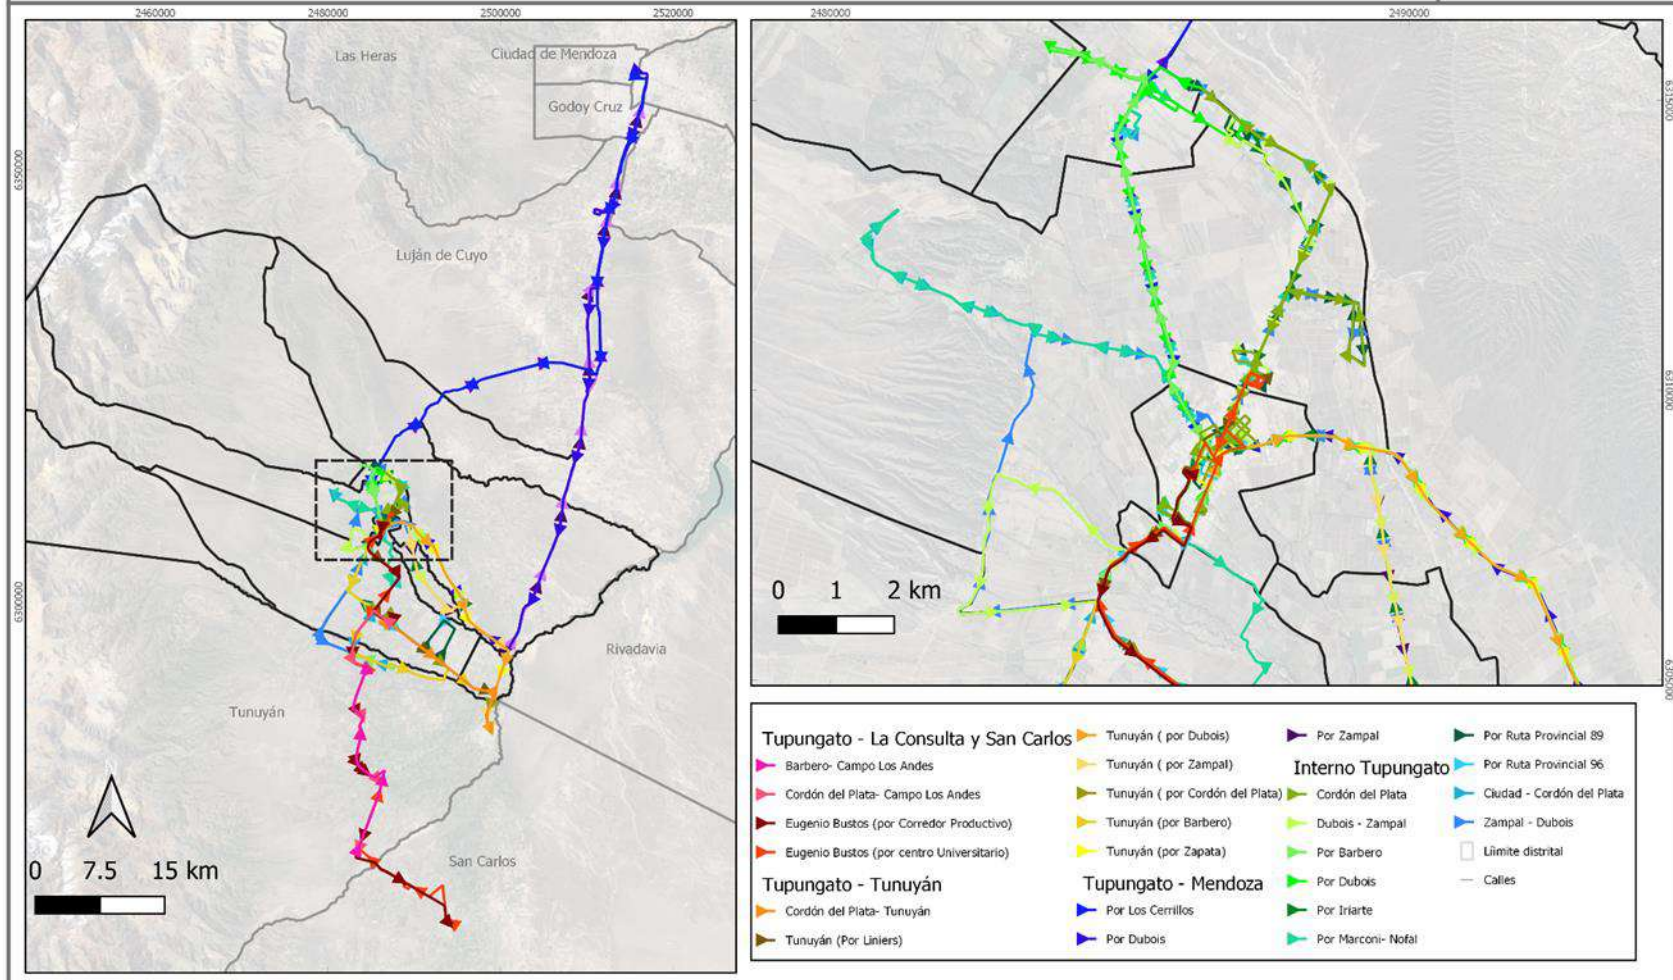 2460000
2480000
2500000
2520000
2480000
2490000
Las Heras
Ciudad de Mendoza
Godoy Cruz
6350000
6315000
Luján de Cuyo
6310000
6300000
0 1 2 km
Rivadavia
6305000
Tunuyán
N
0 7.5 15 km
San Carlos
Tupungato - La Consulta y San Carlos
Barbero- Campo Los Andes
Cordón del Plata- Campo Los Andes
Eugenio Bustos (por Corredor Productivo)
Eugenio Bustos (por centro Universitario)
Tupungato - Tunuyán
Cordón del Plata- Tunuyán
Tunuyán (Por Liniers)
Tunuyán ( por Dubois)
Tunuyán ( por Zampal)
Tunuyán ( por Cordón del Plata)
Tunuyán (por Barbero)
Tunuyán (por Zapata)
Tupungato - Mendoza
Por Los Cerrillos
Por Dubois
Por Zampal
Interno Tupungato
Cordón del Plata
Dubois - Zampal
Por Barbero
Por Dubois
Por Iriarte
Por Marconi- Nofal
Por Ruta Provincial 89
Por Ruta Provincial 96
Ciudad - Cordón del Plata
Zampal - Dubois
Límite distrital
Calles